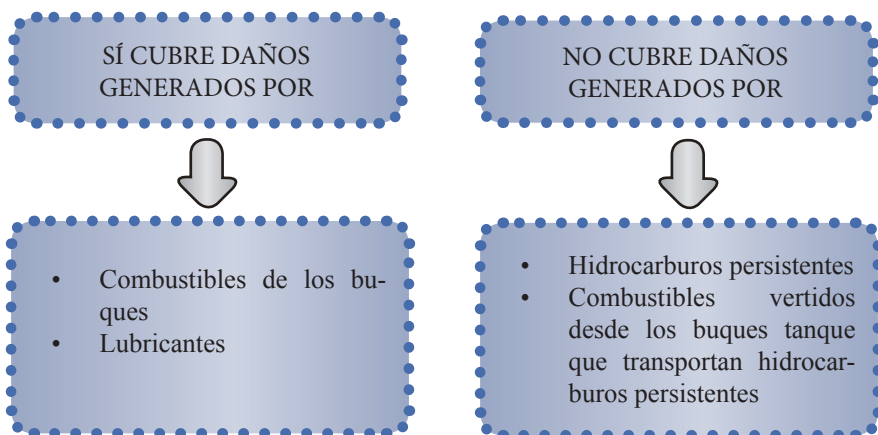 SÍ CUBRE DAÑOS
GENERADOS POR
• Combustibles de los bu-
ques
• Lubricantes
NO CUBRE DAÑOS
GENERADOS POR
• Hidrocarburos persistentes
• Combustibles vertidos
desde los buques tanque
que transportan hidrocar-
buros persistentes